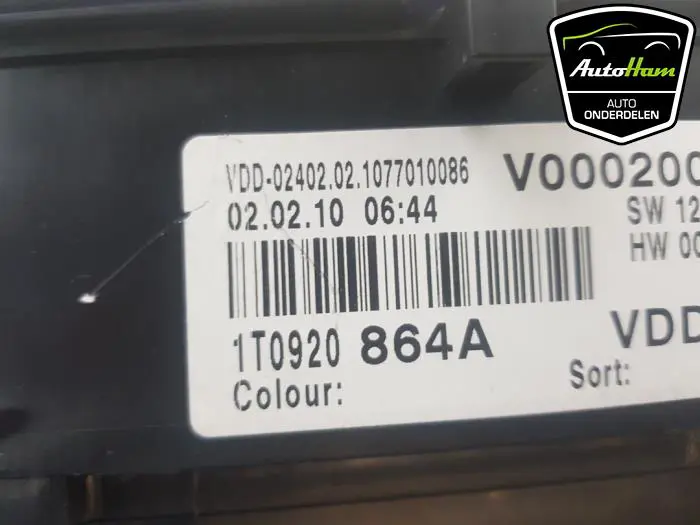 AutoHam
AUTO
ONDERDELEN
VDD-02402.02.1077010086 V000200
02.02.10 06:44 SW 12
HW 00
1T0920 864A VDD
Colour: Sort: